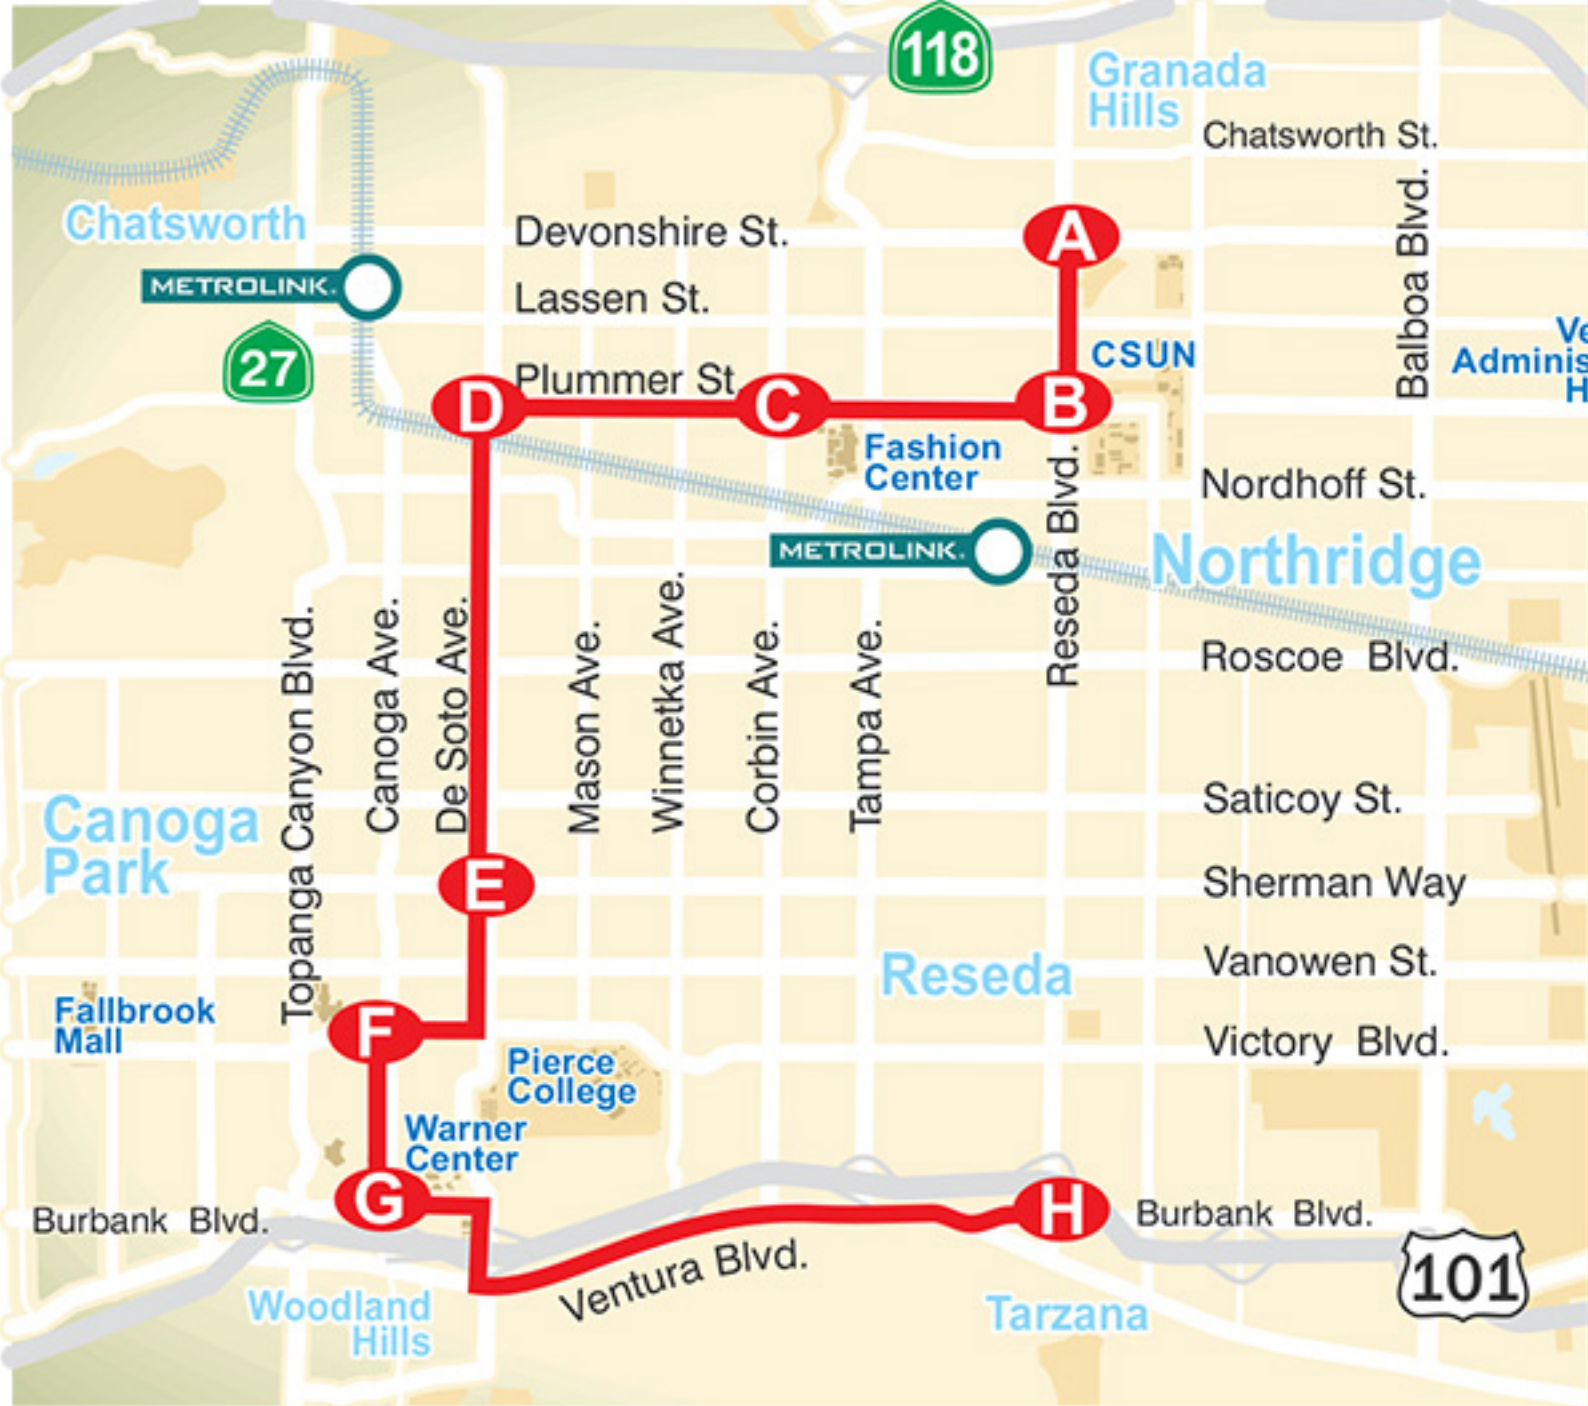 118
Granada
Hills
Chatsworth St.
Balboa Blvd.
Chatsworth
Devonshire St.
A
METROLINK.
Lassen St.
27
CSUN
Plummer St.
D
C
B
Fashion
Center
Reseda Blvd.
Nordhoff St.
METROLINK.
Northridge
Topanga Canyon Blvd.
Canoga Ave.
De Soto Ave.
Mason Ave.
Winnetka Ave.
Corbin Ave.
Tampa Ave.
Roscoe Blvd.
Canoga
Park
Saticoy St.
E
Sherman Way
Reseda
Vanowen St.
Fallbrook
Mall
F
Victory Blvd.
Pierce
College
Warner
Center
G
H
Burbank Blvd.
Burbank Blvd.
Ventura Blvd.
101
Woodland
Hills
Tarzana